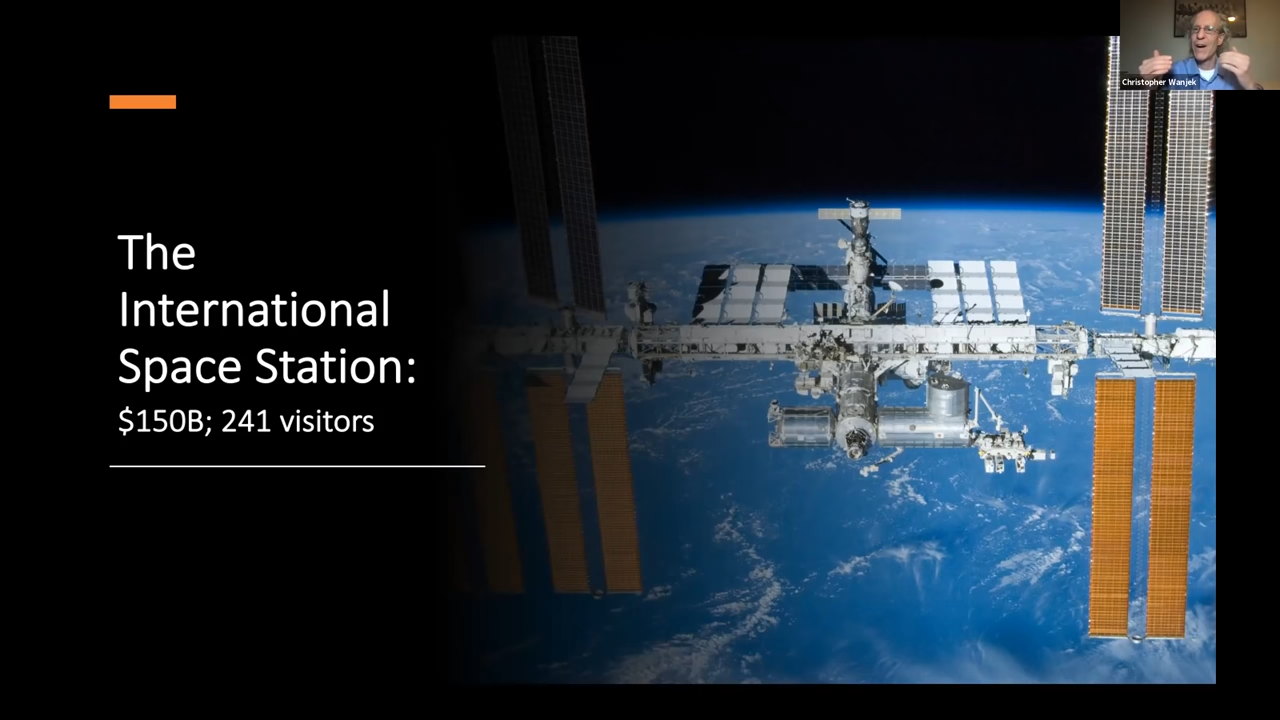 Christopher Wanjek
The
International
Space Station:
$150B; 241 visitors